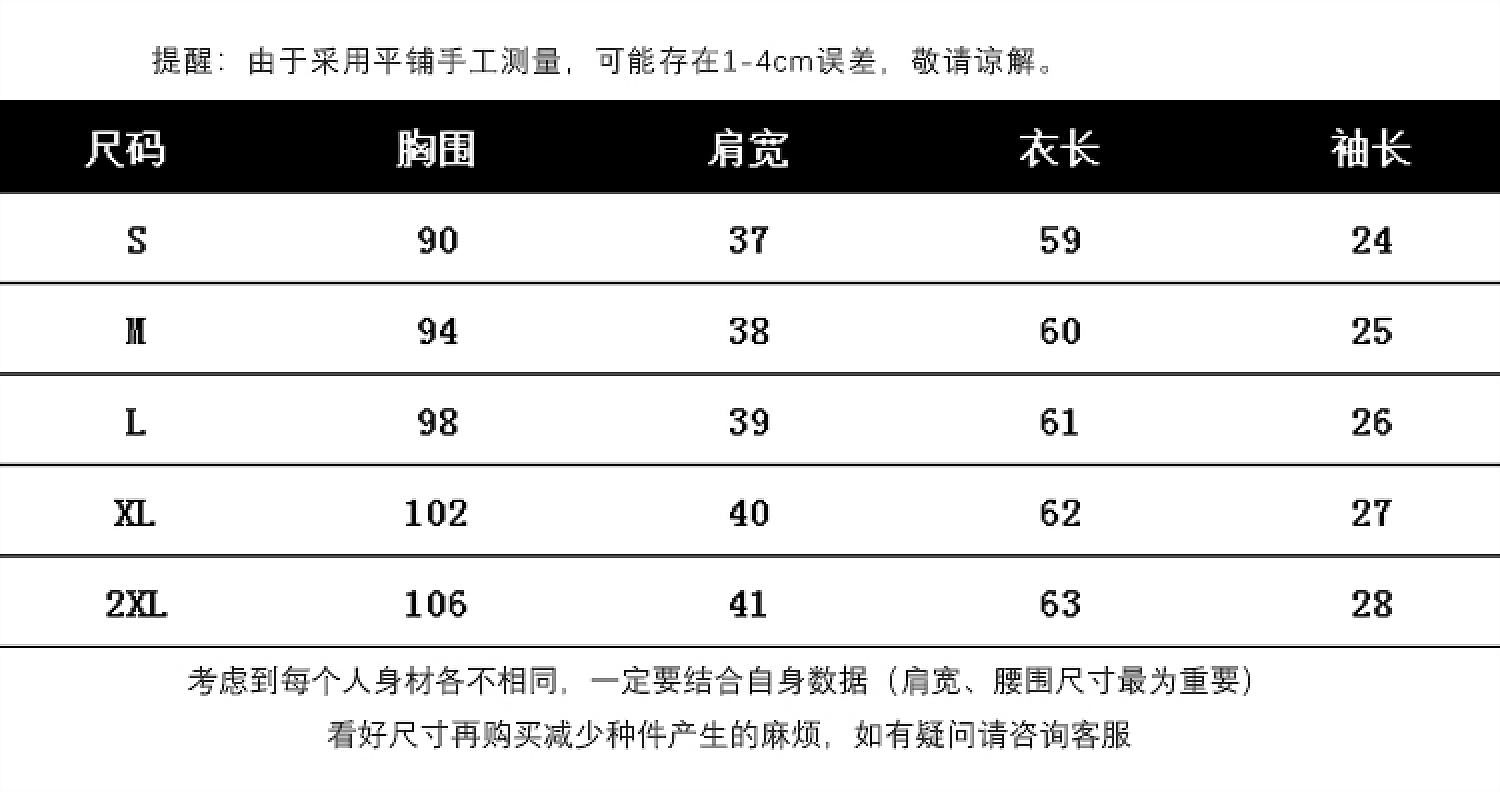 提醒：由于采用平铺手工测量，可能存在1-4cm误差，敬请谅解。
尺码 胸围 肩宽 衣长 袖长
S 90 37 59 24
M 94 38 60 25
L 98 39 61 26
XL 102 40 62 27
2XL 106 41 63 28
考虑到每个人身材各不相同，一定要结合自身数据（肩宽、腰围尺寸最为重要）
看好尺寸再购买减少种件产生的麻烦，如有疑问请咨询客服